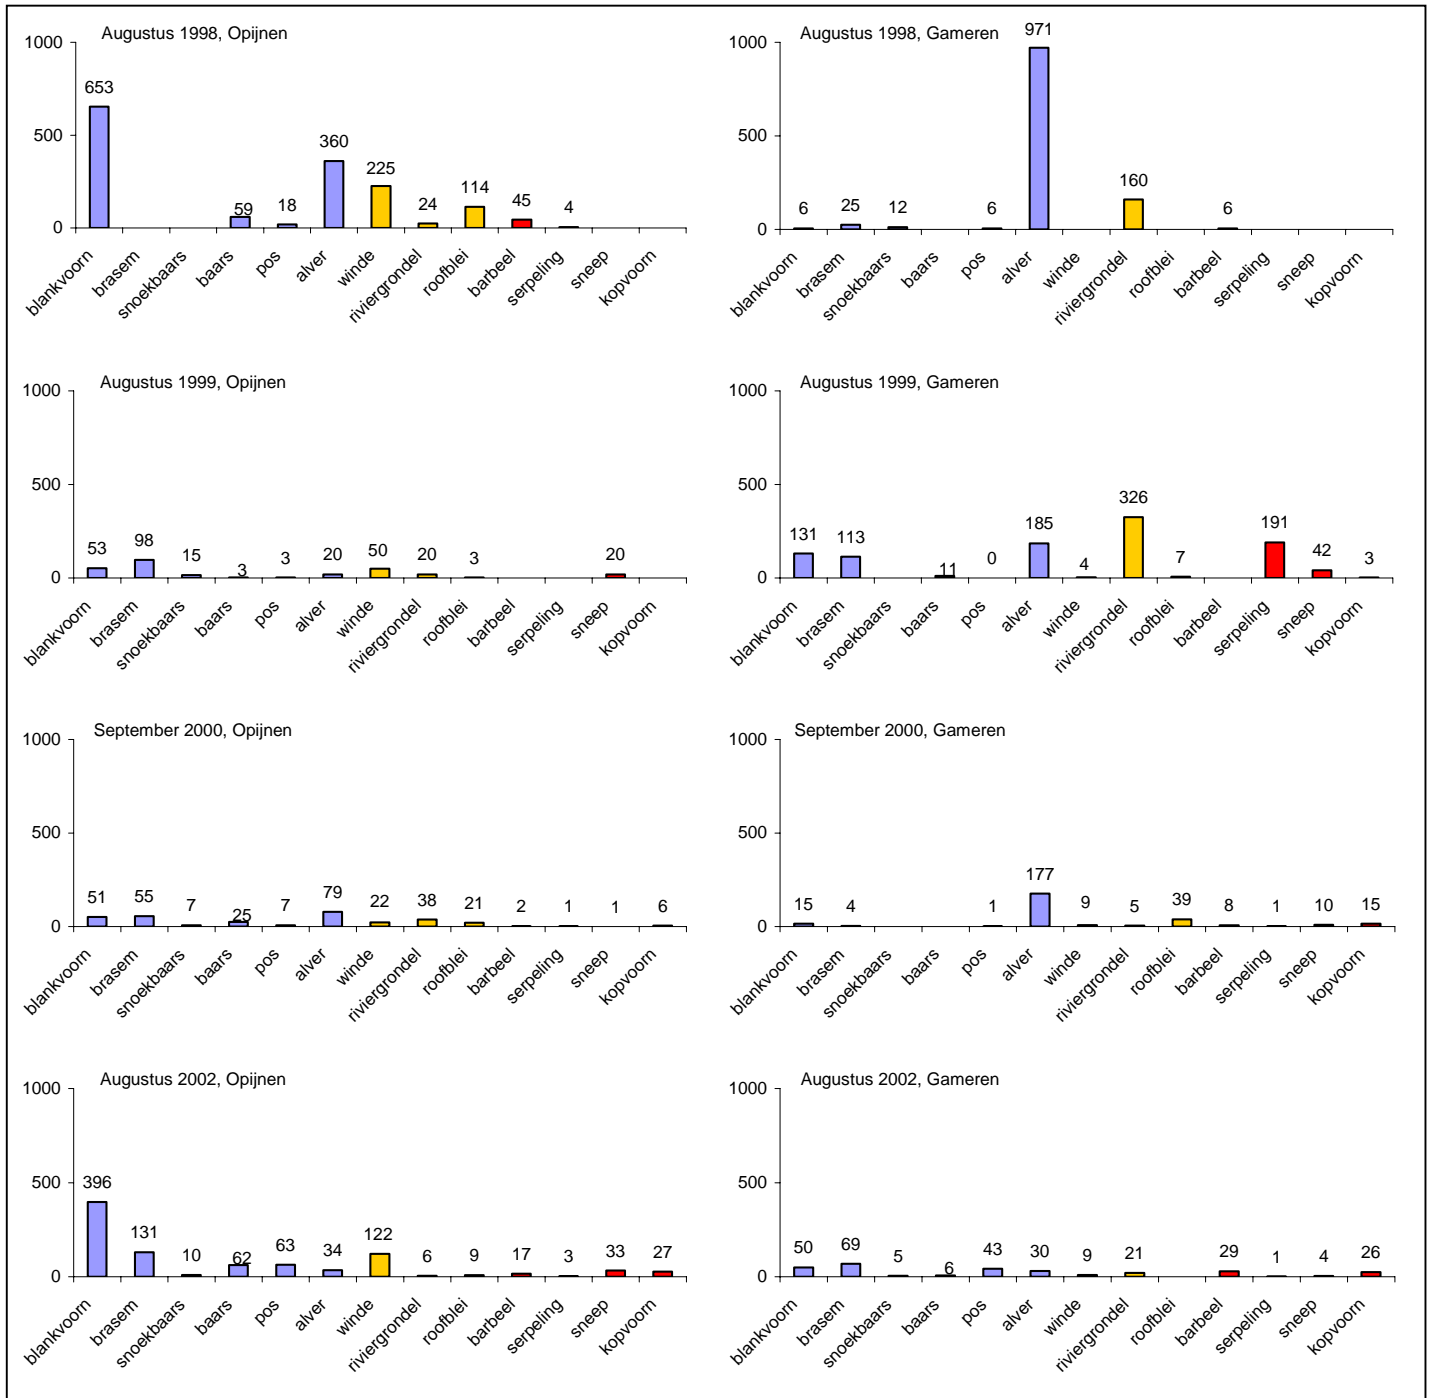 Augustus 1998, Opijnen
1000
500
0
653
59
18
360
225
24
114
45
4
blankvoorn
brasem
snoekbaars
baars
pos
alver
winde
riviergrondel
roofblei
barbeel
serpeling
sneep
kopvoorn
Augustus 1998, Gameren
1000
500
0
6
25
12
6
971
160
6
blankvoorn
brasem
snoekbaars
baars
pos
alver
winde
riviergrondel
roofblei
barbeel
serpeling
sneep
kopvoorn
Augustus 1999, Opijnen
1000
500
0
53
98
15
3
3
20
50
20
3
20
blankvoorn
brasem
snoekbaars
baars
pos
alver
winde
riviergrondel
roofblei
barbeel
serpeling
sneep
kopvoorn
Augustus 1999, Gameren
1000
500
0
131
113
11
0
185
4
326
7
191
42
3
blankvoorn
brasem
snoekbaars
baars
pos
alver
winde
riviergrondel
roofblei
barbeel
serpeling
sneep
kopvoorn
September 2000, Opijnen
1000
500
0
51
55
7
25
7
79
22
38
21
2
1
1
6
blankvoorn
brasem
snoekbaars
baars
pos
alver
winde
riviergrondel
roofblei
barbeel
serpeling
sneep
kopvoorn
September 2000, Gameren
1000
500
0
15
4
1
177
9
5
39
8
1
10
15
blankvoorn
brasem
snoekbaars
baars
pos
alver
winde
riviergrondel
roofblei
barbeel
serpeling
sneep
kopvoorn
Augustus 2002, Opijnen
1000
500
0
396
131
10
62
63
34
122
6
9
17
3
33
27
blankvoorn
brasem
snoekbaars
baars
pos
alver
winde
riviergrondel
roofblei
barbeel
serpeling
sneep
kopvoorn
Augustus 2002, Gameren
1000
500
0
50
69
5
6
43
30
9
21
29
1
4
26
blankvoorn
brasem
snoekbaars
baars
pos
alver
winde
riviergrondel
roofblei
barbeel
serpeling
sneep
kopvoorn